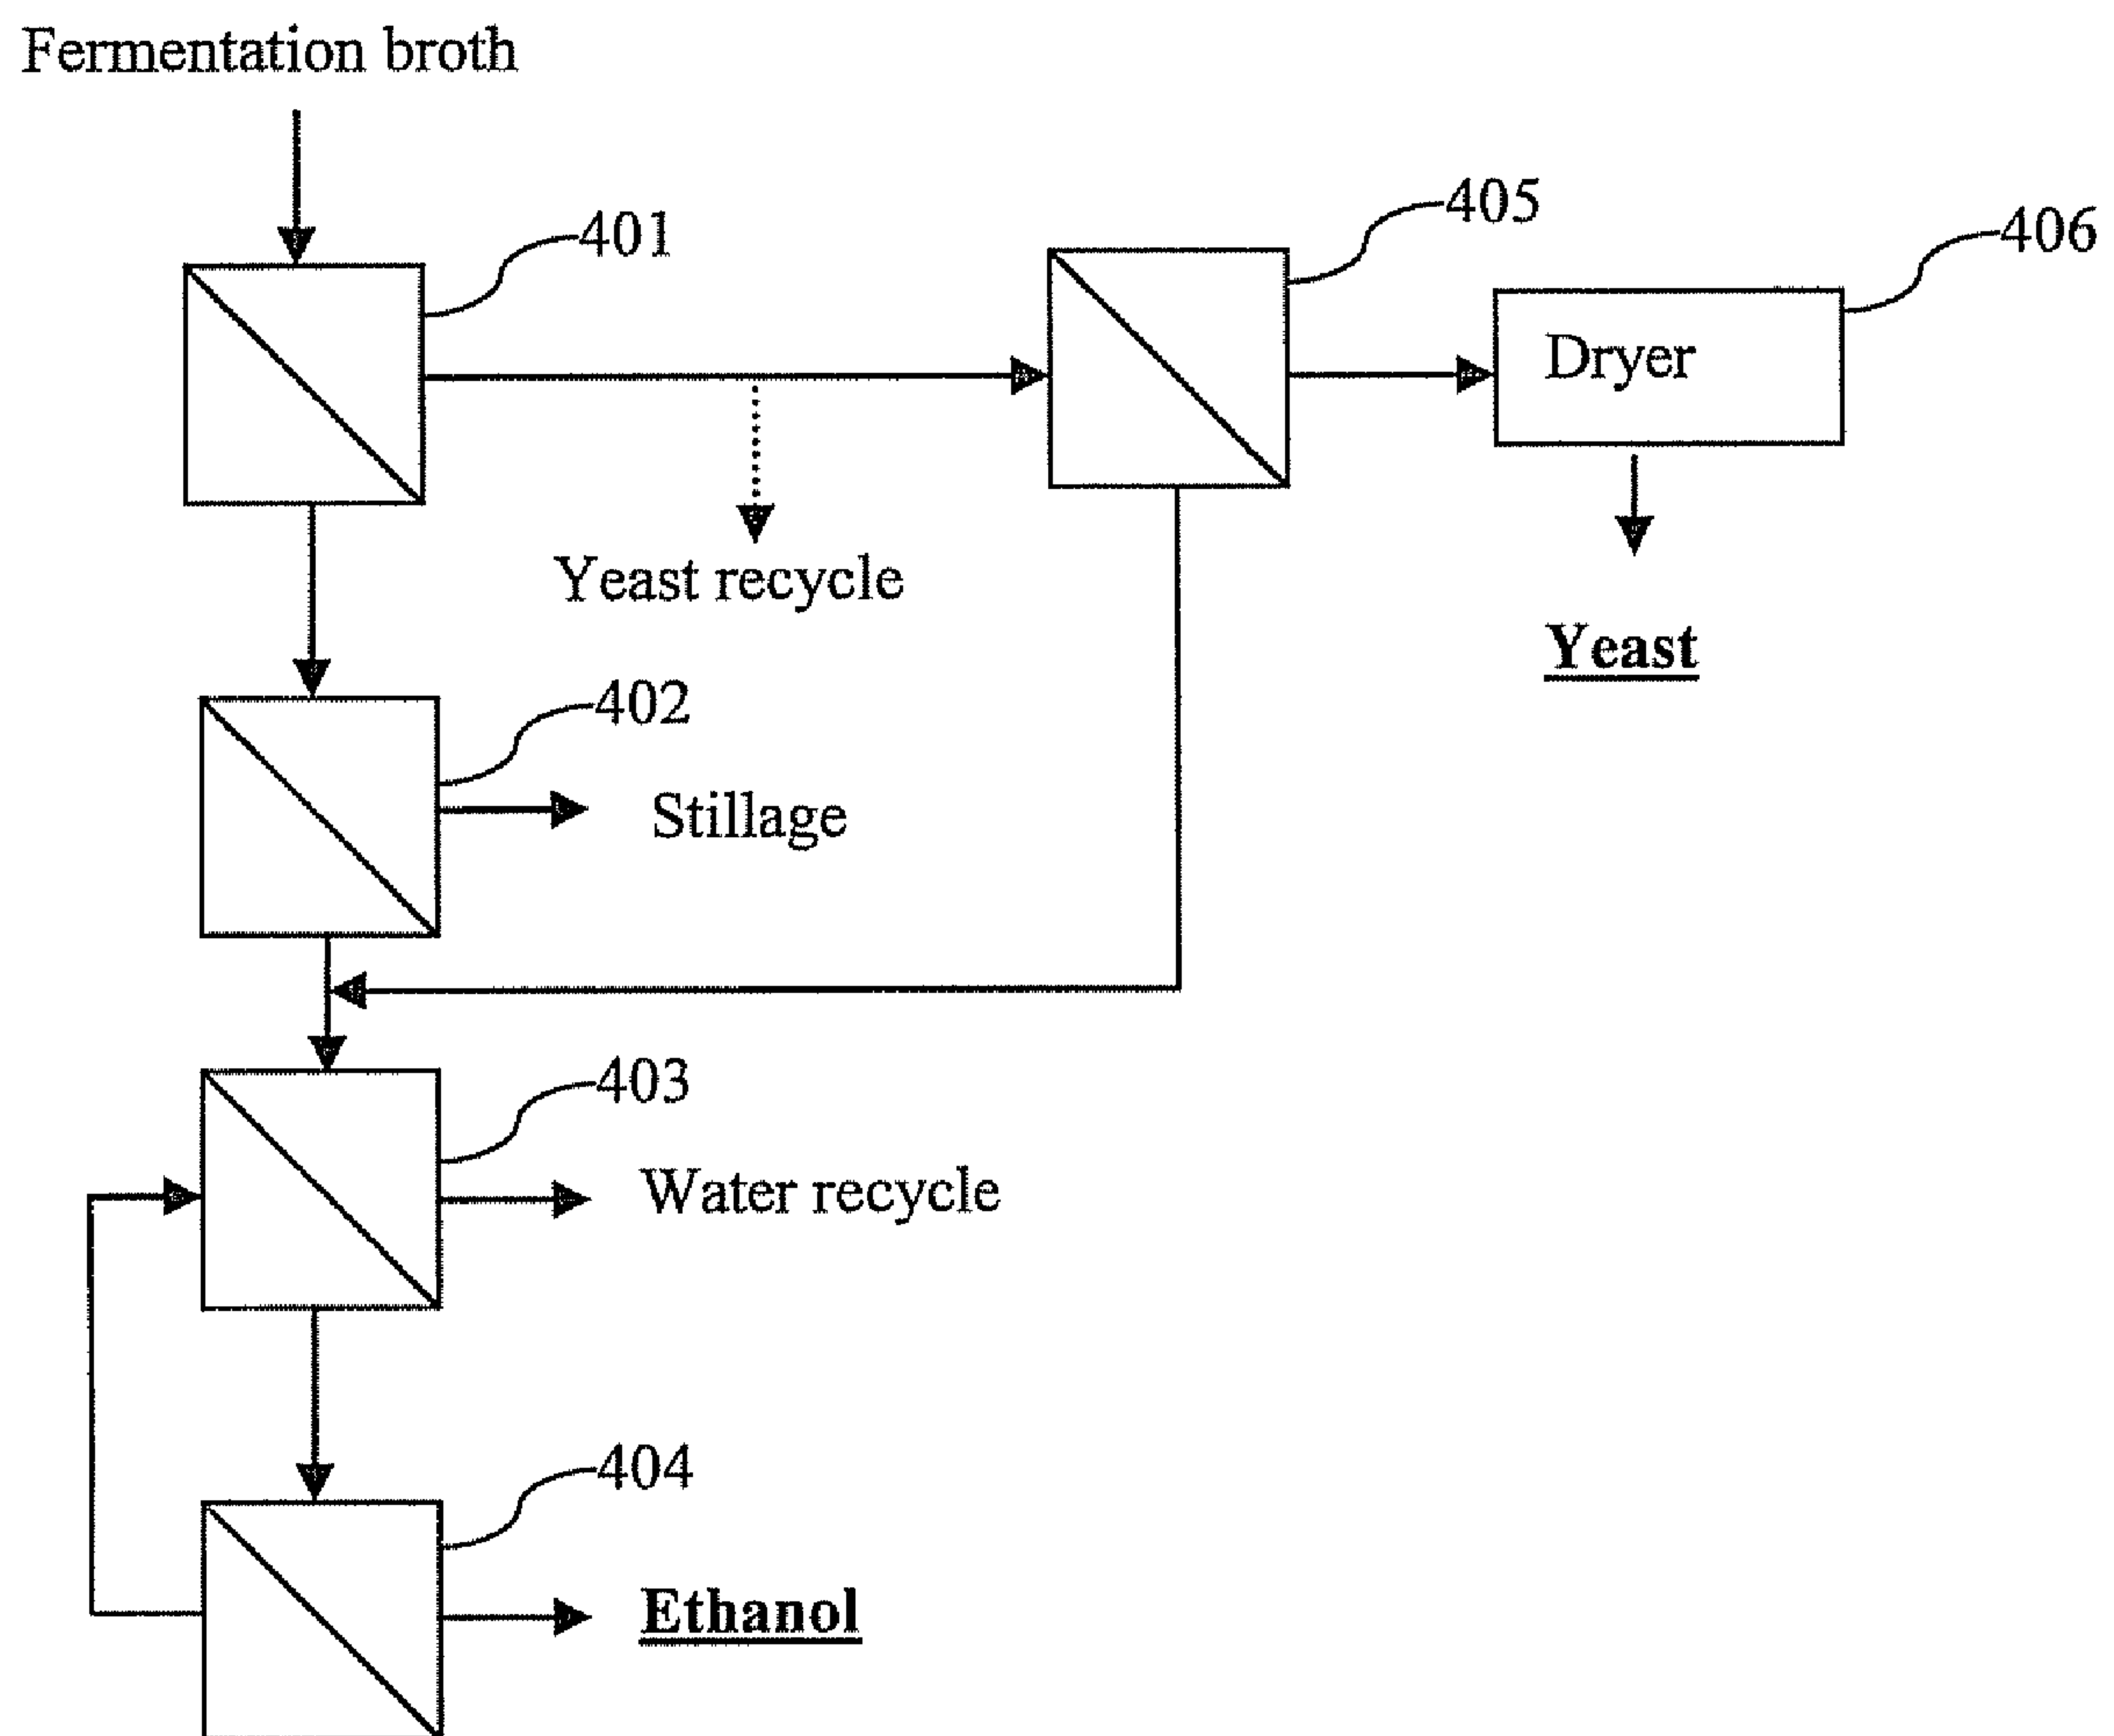 Fermentation broth
401
405
406
Dryer
Yeast recycle
Yeast
402
Stillage
403
Water recycle
404
Ethanol